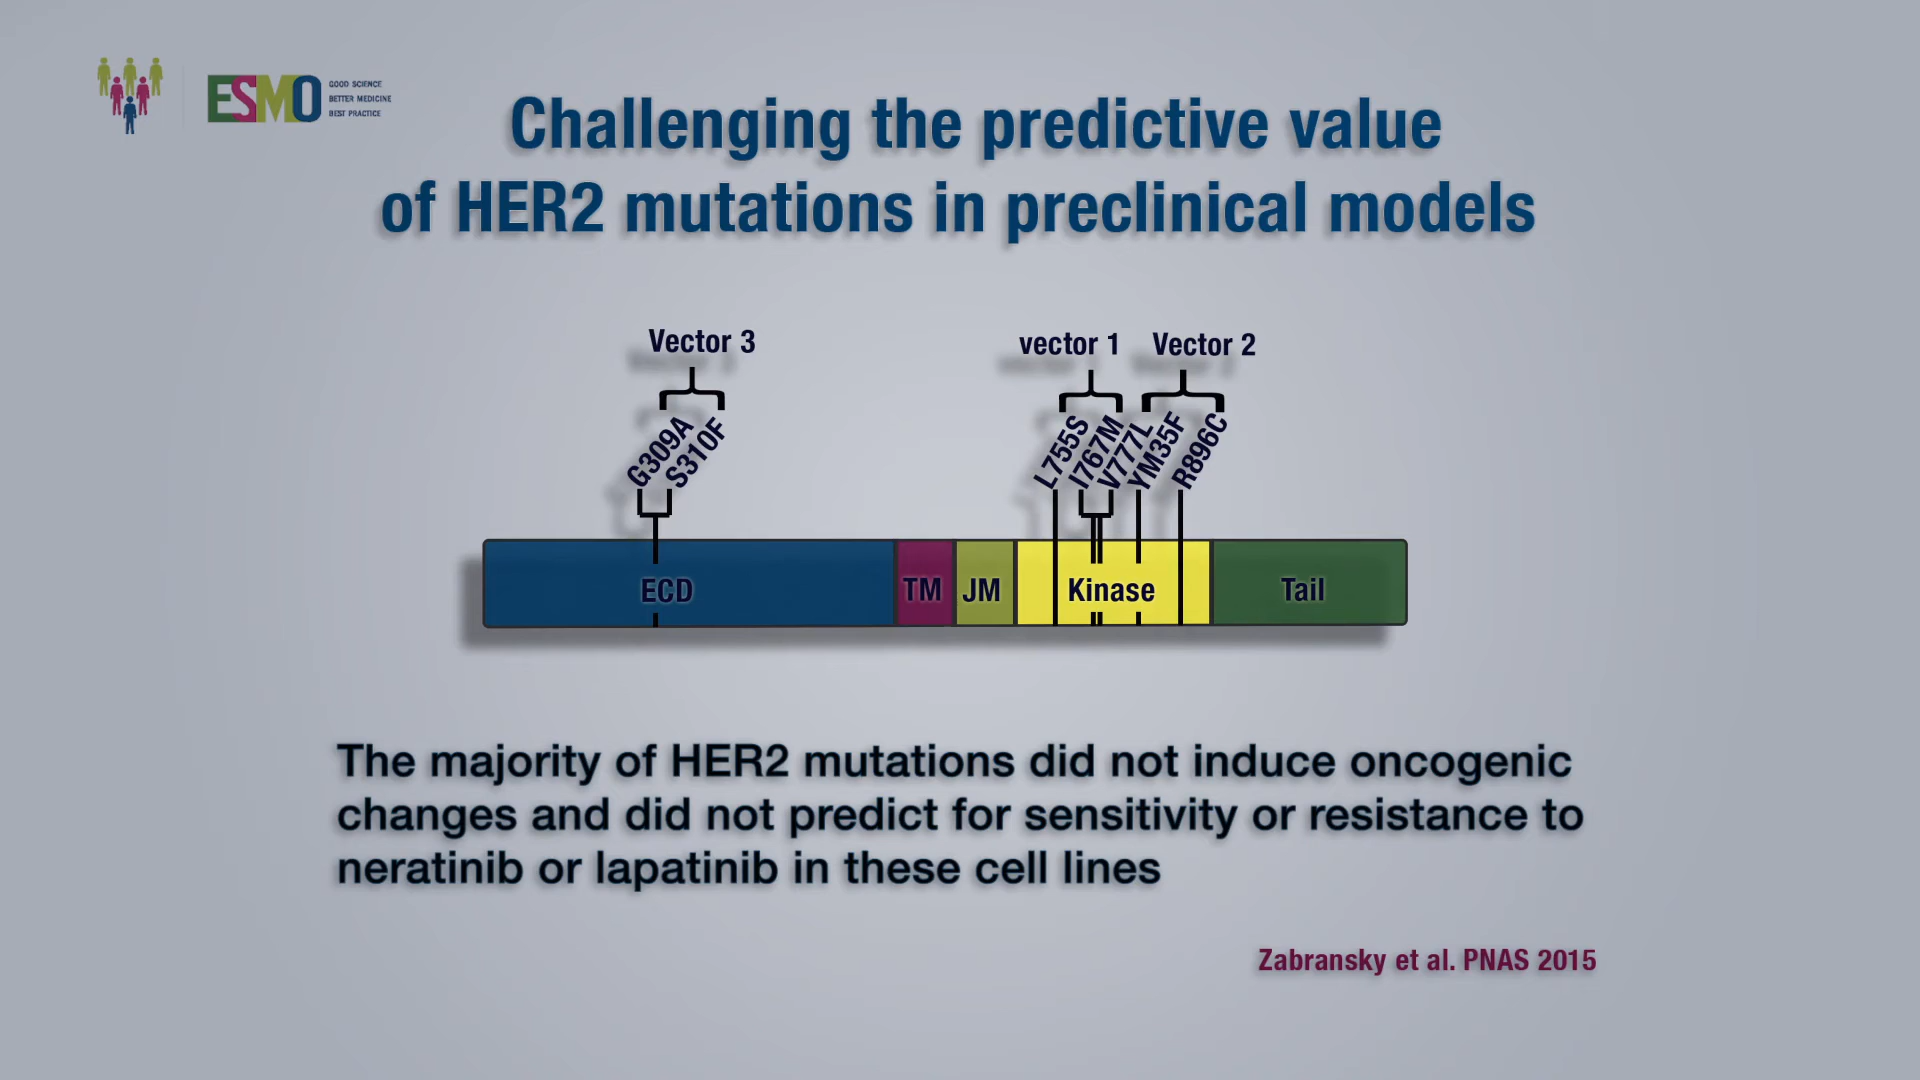 ESMO
GOOD SCIENCE
BETTER MEDICINE
BEST PRACTICE
Challenging the predictive value
of HER2 mutations in preclinical models
Vector 3
vector 1
Vector 2
G309A
S310F
L755S
I767M
V777L
YM35F
R896C
ECD
TM
JM
Kinase
Tail
The majority of HER2 mutations did not induce oncogenic
changes and did not predict for sensitivity or resistance to
neratinib or lapatinib in these cell lines
Zabransky et al. PNAS 2015